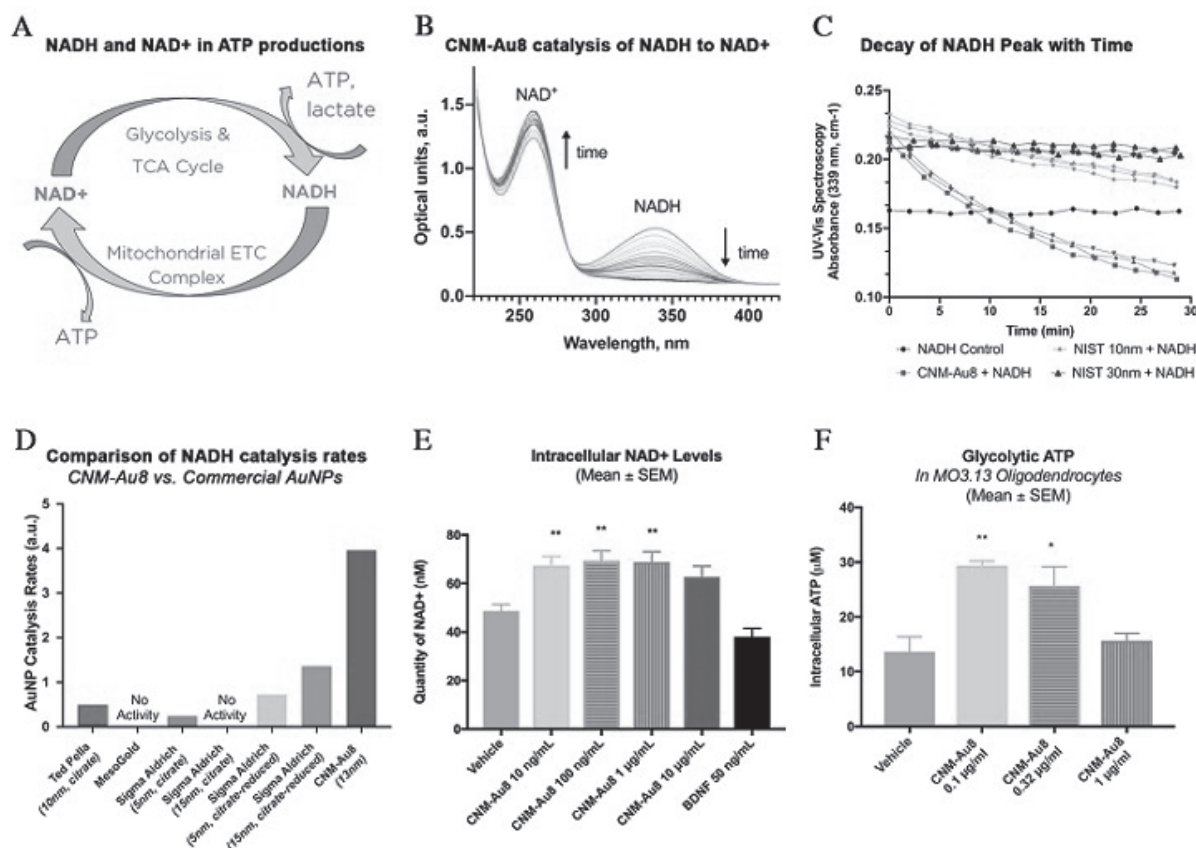 A
NADH and NAD+ in ATP productions
ATP,
lactate
Glycolysis &
TCA Cycle
NAD+
NADH
Mitochondrial ETC
Complex
ATP
B
CNM-Au8 catalysis of NADH to NAD+
Optical units, a.u.
1.5
1.0
0.5
0.0
NAD+
time
NADH
time
250
300
350
400
Wavelength, nm
C
Decay of NADH Peak with Time
UV-Vis Spectroscopy
Absorbance (339 nm, cm-1)
0.25
0.20
0.15
0.10
0
5
10
15
20
25
30
Time (min)
NADH Control
NIST 10nm + NADH
CNM-Au8 + NADH
NIST 30nm + NADH
D
Comparison of NADH catalysis rates
CNM-Au8 vs. Commercial AuNPs
AuNP Catalysis Rates (a.u.)
5
4
3
2
1
0
No
Activity
No
Activity
Ted Pella
(10nm, citrate)
MesoGold
Sigma Aldrich
(5nm, citrate)
Sigma Aldrich
(15nm, citrate)
Sigma Aldrich
(5nm, citrate-reduced)
Sigma Aldrich
(15nm, citrate-reduced)
CNM-Au8
(13nm)
E
Intracellular NAD+ Levels
(Mean ± SEM)
Quantity of NAD+ (nM)
80
60
40
20
0
**
**
**
Vehicle
CNM-Au8 10 ng/mL
CNM-Au8 100 ng/mL
CNM-Au8 1 µg/mL
CNM-Au8 10 µg/mL
BDNF 50 ng/mL
F
Glycolytic ATP
In MO3.13 Oligodendrocytes
(Mean ± SEM)
Intracellular ATP (µM)
40
30
20
10
0
**
*
Vehicle
CNM-Au8
0.1 µg/ml
CNM-Au8
0.32 µg/ml
CNM-Au8
1 µg/ml